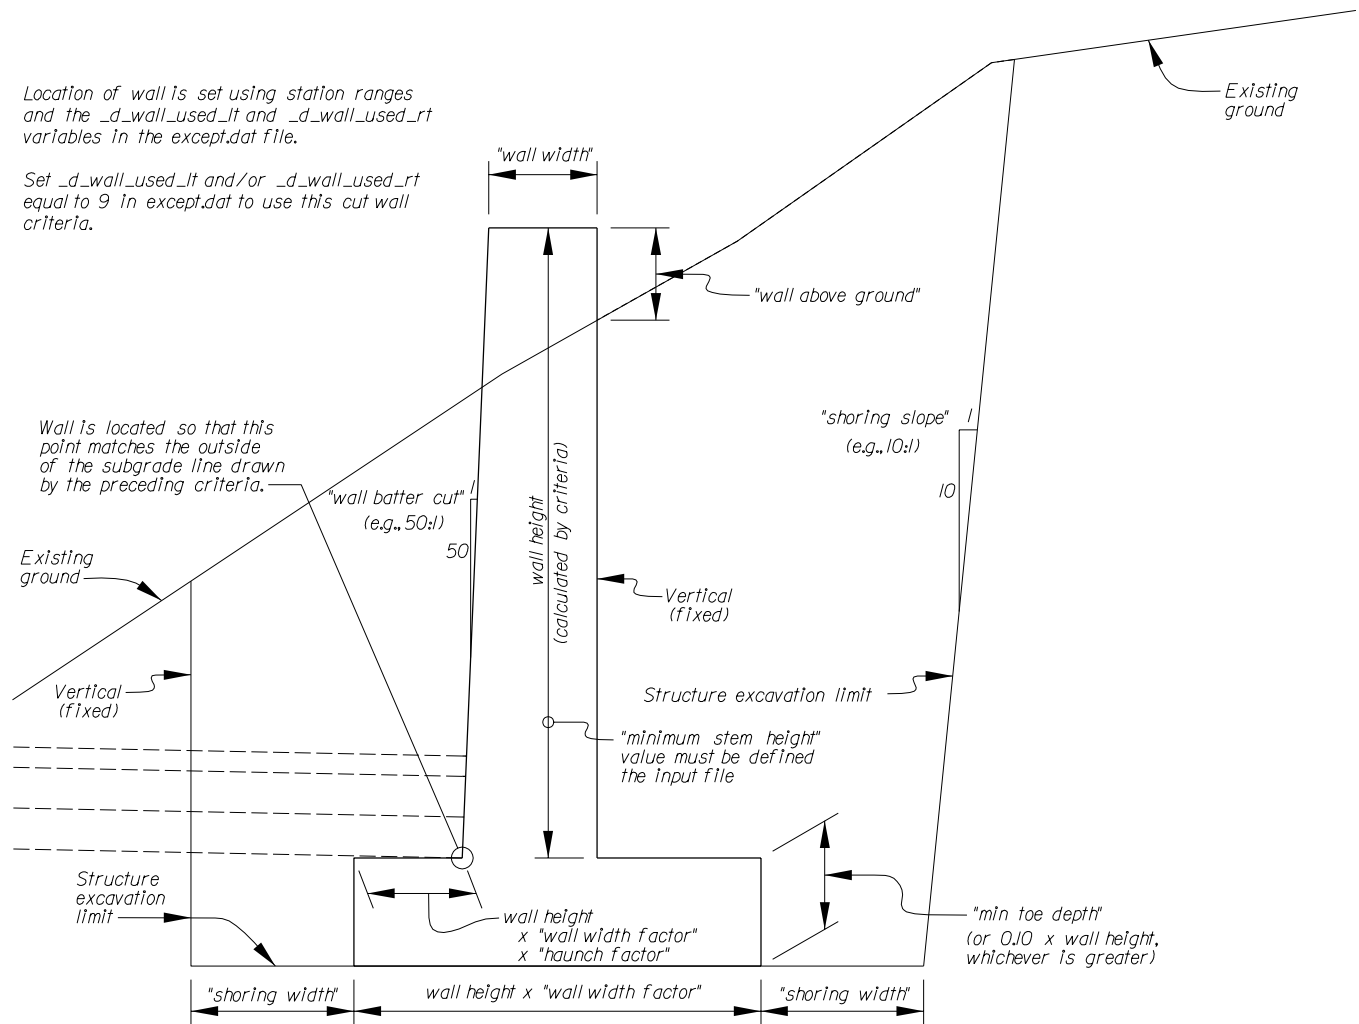 Location of wall is set using station ranges
and the _d_wall_used_lt and _d_wall_used_rt
variables in the except.dat file.
Set _d_wall_used_lt and/or _d_wall_used_rt
equal to 9 in except.dat to use this cut wall
criteria.
"wall width"
Existing
ground
"wall above ground"
Wall is located so that this
point matches the outside
of the subgrade line drawn
by the preceding criteria.
"wall batter cut"
(e.g., 50:1)
1
50
wall height
(calculated by criteria)
"shoring slope"
(e.g., 10:1)
1
10
Existing
ground
Vertical
(fixed)
Vertical
(fixed)
Structure excavation limit
"minimum stem height"
value must be defined
the input file
Structure
excavation
limit
wall height
x "wall width factor"
x "haunch factor"
"min toe depth"
(or 0.10 x wall height,
whichever is greater)
"shoring width"
wall height x "wall width factor"
"shoring width"